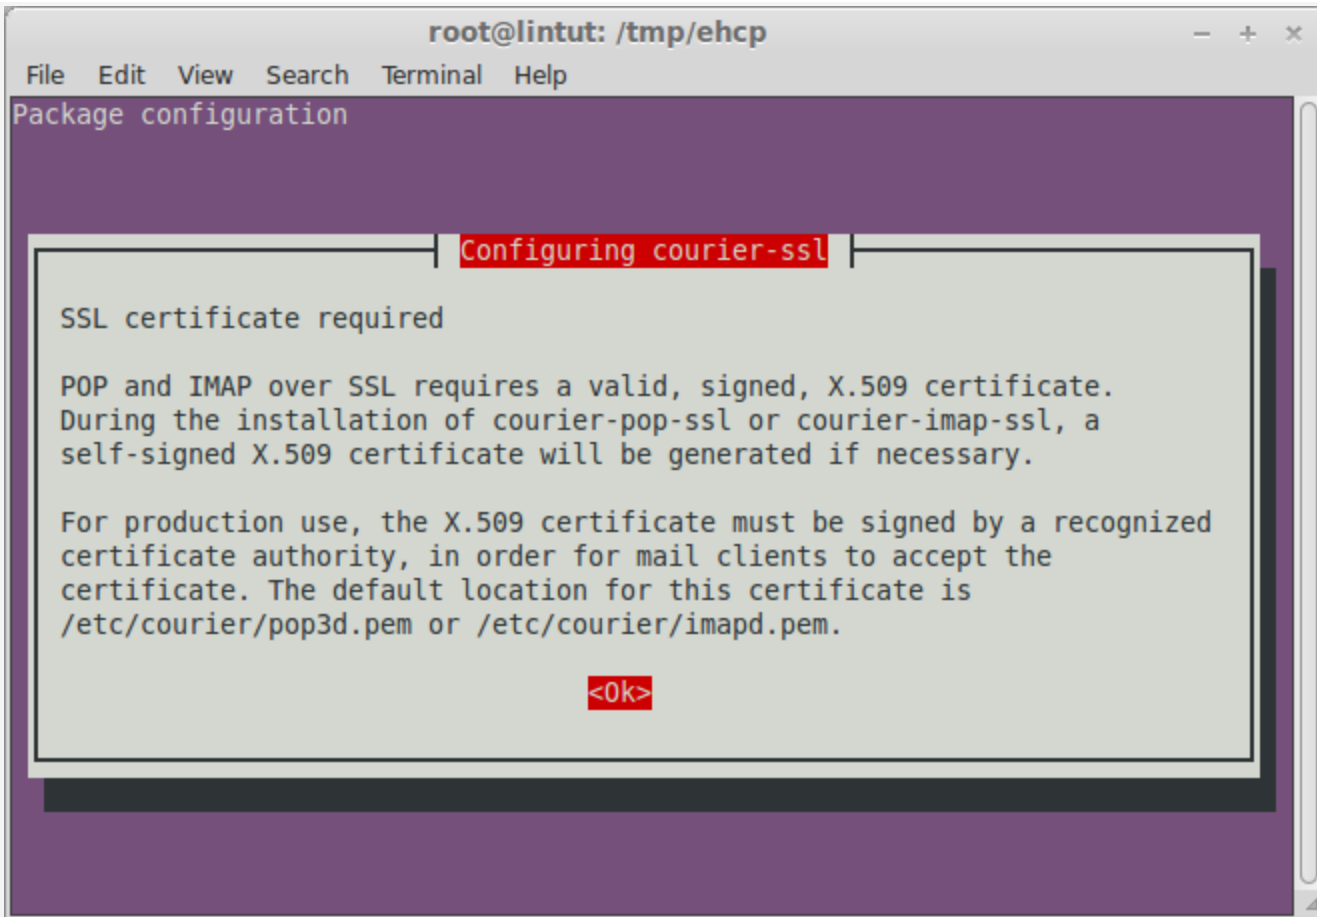 root@lintut: /tmp/ehcp
File Edit View Search Terminal Help
Package configuration
Configuring courier-ssl
SSL certificate required
POP and IMAP over SSL requires a valid, signed, X.509 certificate.
During the installation of courier-pop-ssl or courier-imap-ssl, a
self-signed X.509 certificate will be generated if necessary.
For production use, the X.509 certificate must be signed by a recognized
certificate authority, in order for mail clients to accept the
certificate. The default location for this certificate is
/etc/courier/pop3d.pem or /etc/courier/imapd.pem.
<Ok>